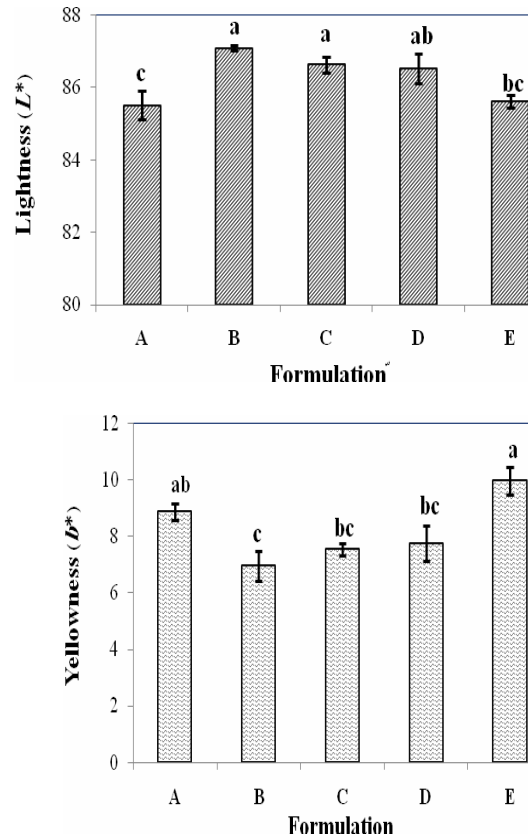 88
86
84
82
80
Lightness (L*)
c
a
a
ab
bc
A B C D E
Formulation
12
10
8
6
4
2
0
Yellowness (b*)
ab
c
bc
bc
a
A B C D E
Formulation